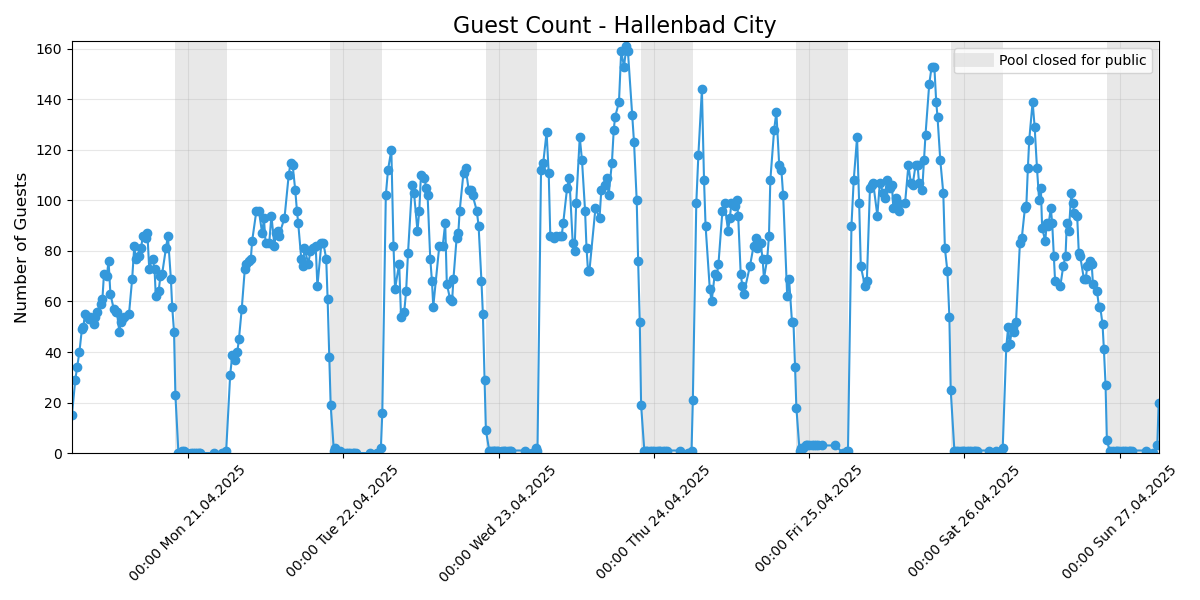 Guest Count - Hallenbad City
Pool closed for public
Number of Guests
160
140
120
100
80
60
40
20
0
00:00 Mon 21.04.2025
00:00 Tue 22.04.2025
00:00 Wed 23.04.2025
00:00 Thu 24.04.2025
00:00 Fri 25.04.2025
00:00 Sat 26.04.2025
00:00 Sun 27.04.2025